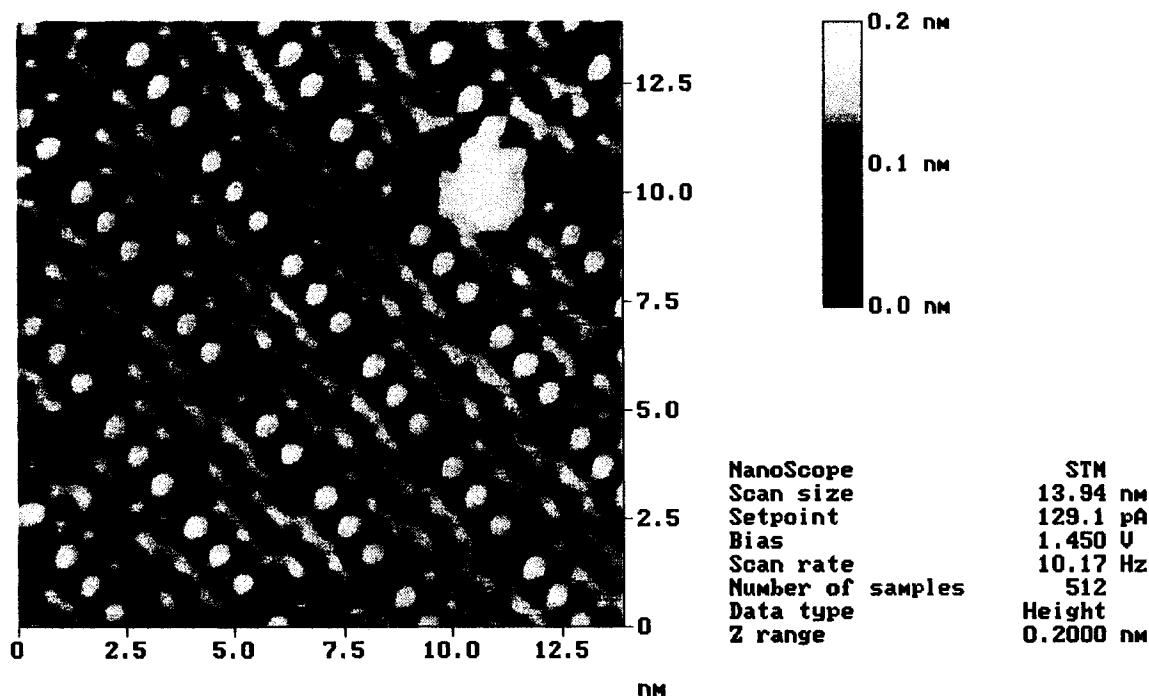 0.2 nm
0.1 nm
0.0 nm
12.5
10.0
7.5
5.0
2.5
0
0 2.5 5.0 7.5 10.0 12.5
nm
NanoScope STM
Scan size 13.94 nm
Setpoint 129.1 pA
Bias 1.450 V
Scan rate 10.17 Hz
Number of samples 512
Data type Height
Z range 0.2000 nm